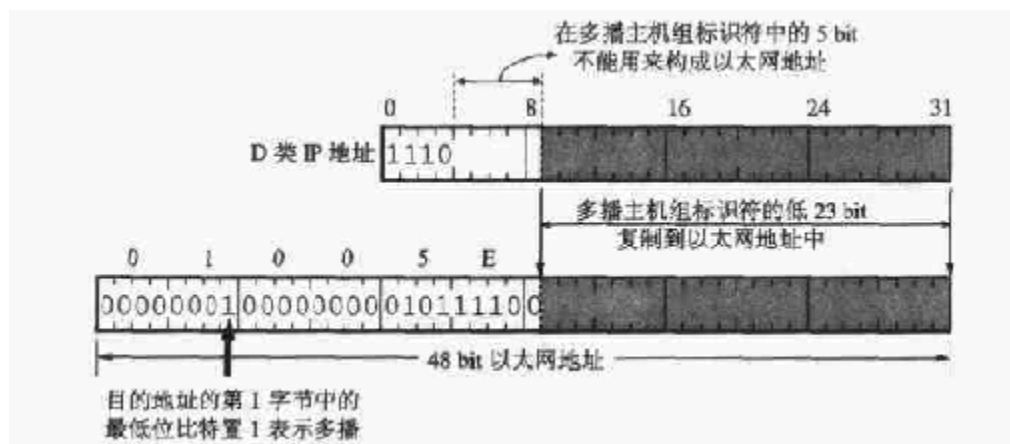 在多播主机组标识符中的 5 bit
不能用来构成以太网地址
0 8 16 24 31
D 类 IP 地址 1110
多播主机组标识符的低 23 bit
复制到以太网地址中
0 1 0 0 5 E
00000001 00000000 01011110 0
48 bit 以太网地址
目的地址的第 1 字节中的
最低位比特置 1 表示多播